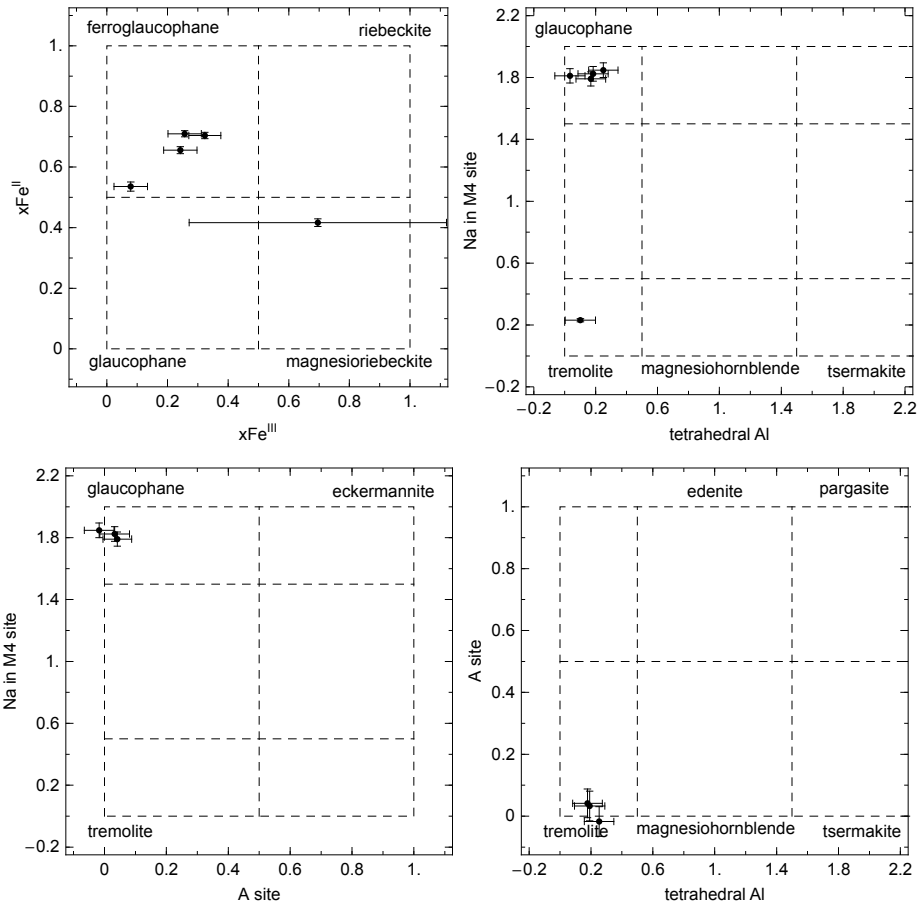 ferroglaucophane riebeckite
1.
0.8
0.6
0.4
0.2
0
xFeII
glaucophane magnesioriebeckite
0 0.2 0.4 0.6 0.8 1.
xFeIII
glaucophane
2.2
1.8
1.4
1.
0.6
0.2
−0.2
Na in M4 site
tremolite magnesiohornblende tsermakite
−0.2 0.2 0.6 1. 1.4 1.8 2.2
tetrahedral Al
glaucophane eckermannite
2.2
1.8
1.4
1.
0.6
0.2
−0.2
Na in M4 site
tremolite
0 0.2 0.4 0.6 0.8 1.
A site
edenite pargasite
1.
0.8
0.6
0.4
0.2
0
A site
tremolite magnesiohornblende tsermakite
−0.2 0.2 0.6 1. 1.4 1.8 2.2
tetrahedral Al